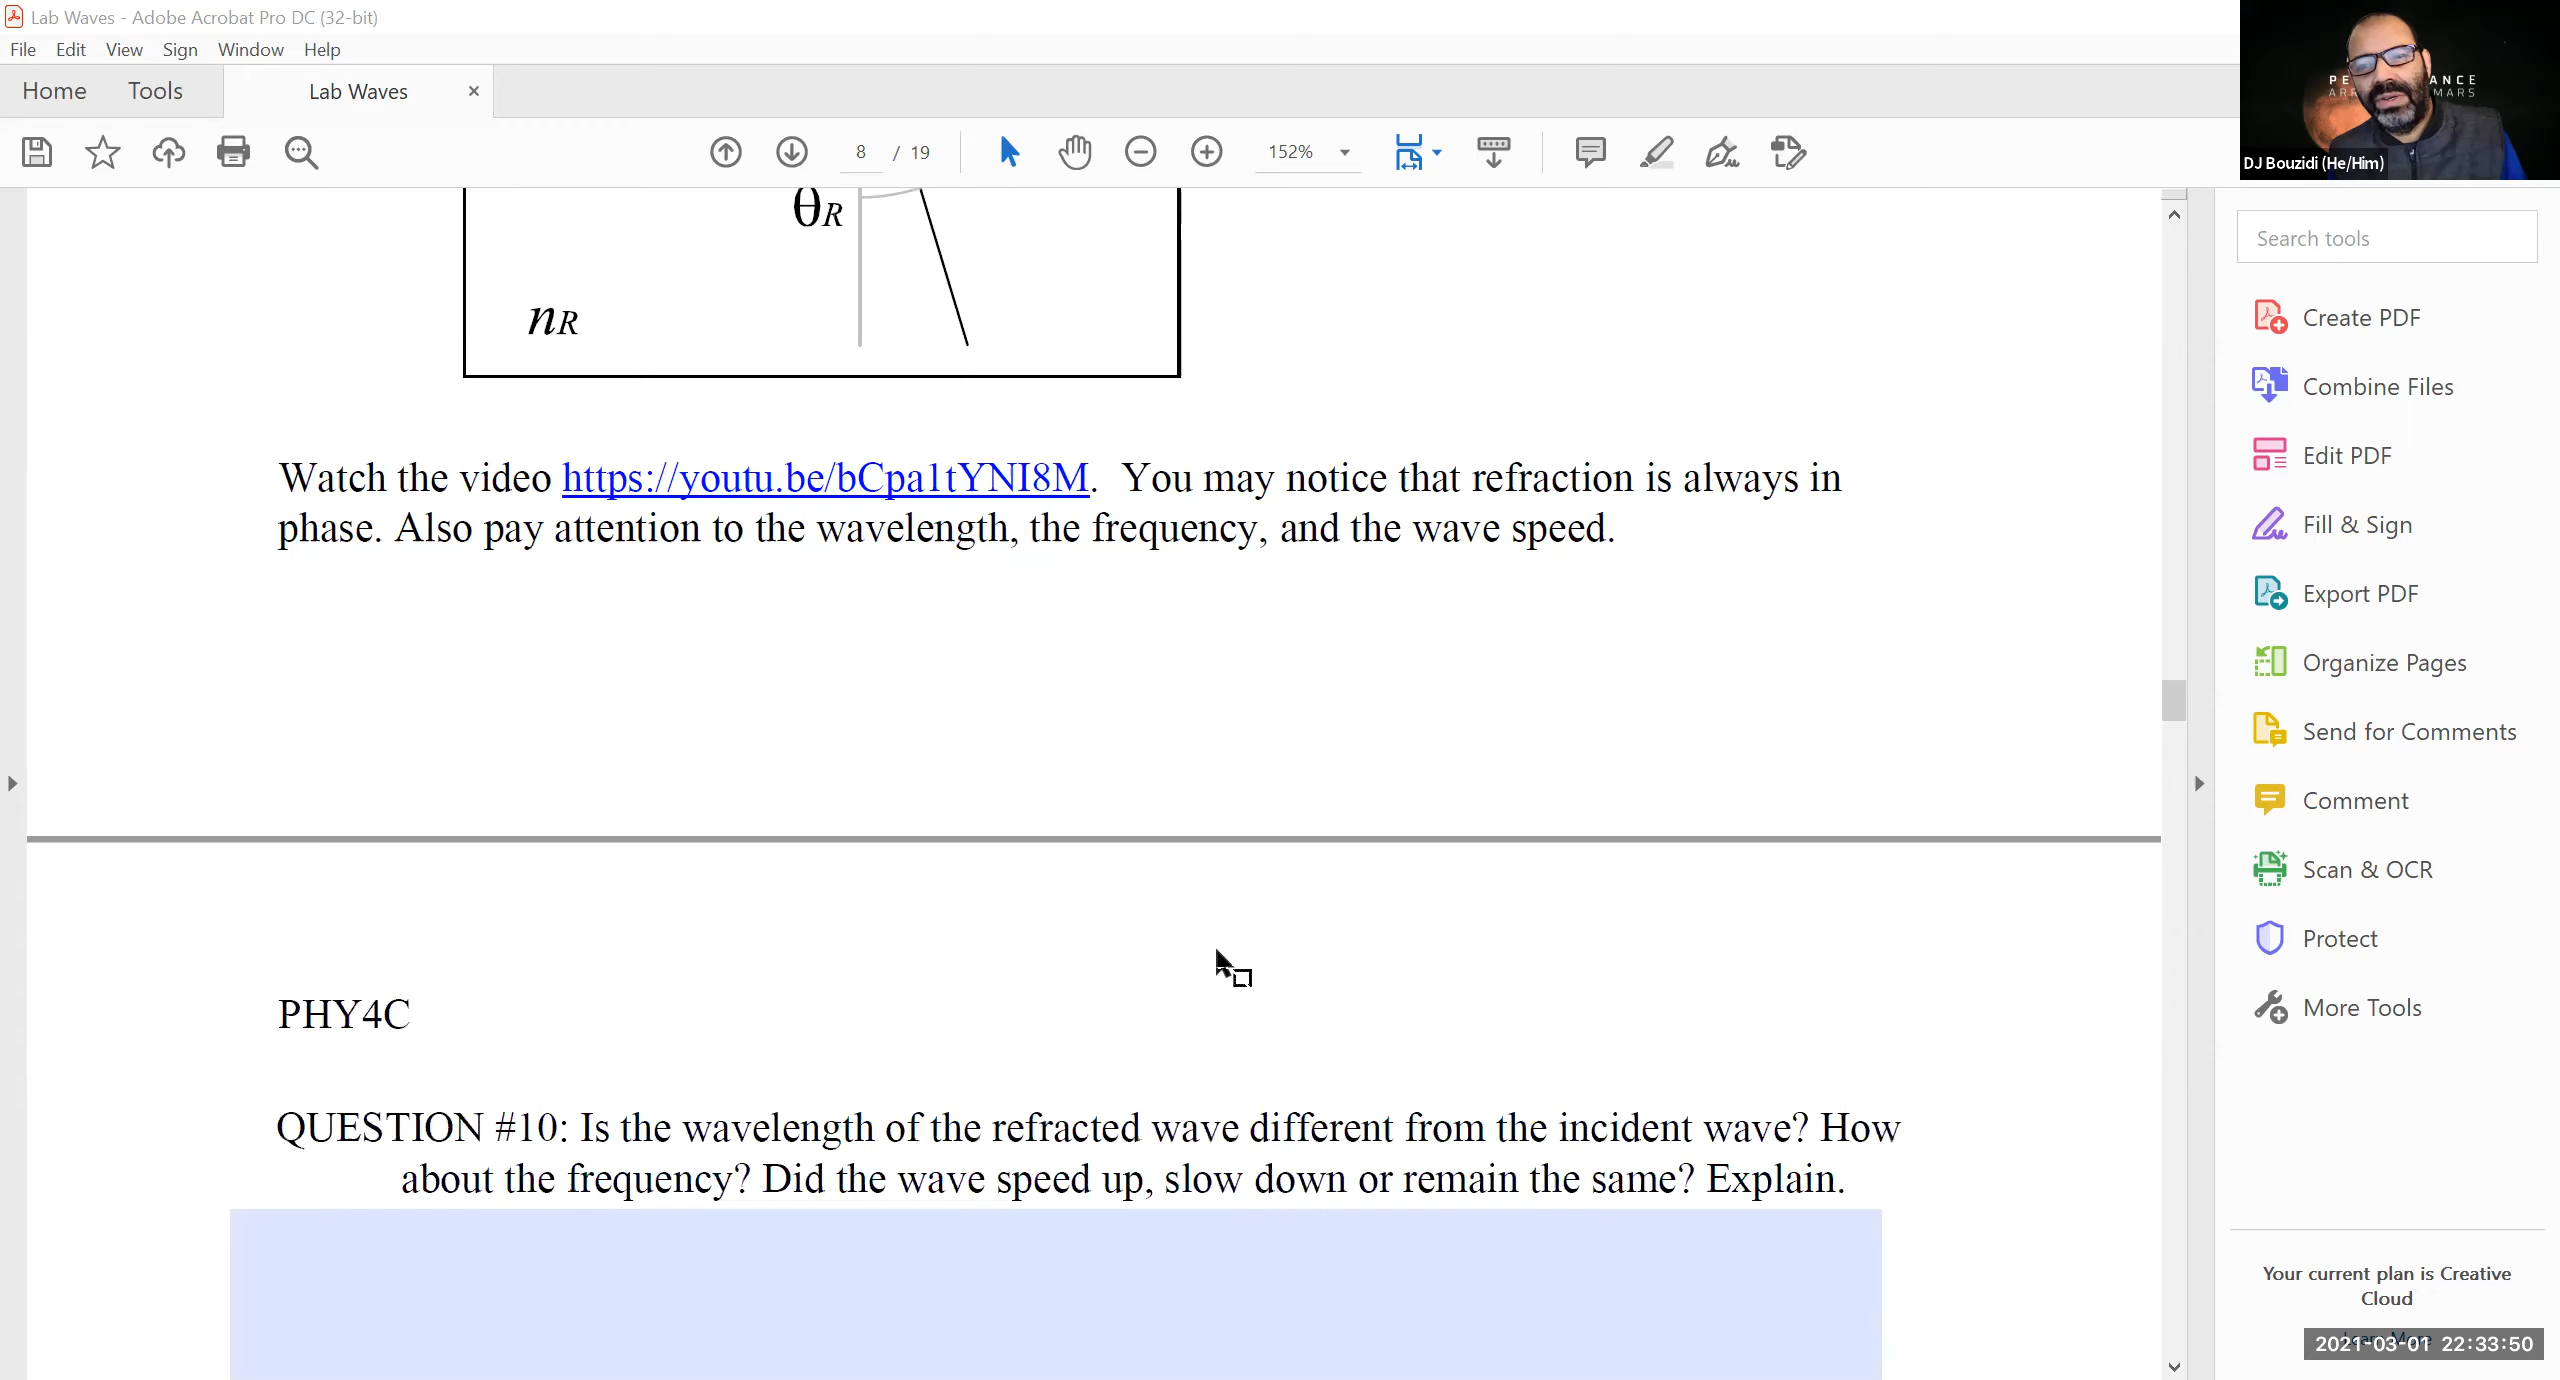 Lab Waves - Adobe Acrobat Pro DC (32-bit)
File Edit View Sign Window Help
Home Tools Lab Waves ×
8 / 19 152%
PE ANCE
ARR MARS
DJ Bouzidi (He/Him)
θR
nR
Watch the video https://youtu.be/bCpa1tYNI8M. You may notice that refraction is always in
phase. Also pay attention to the wavelength, the frequency, and the wave speed.
PHY4C
QUESTION #10: Is the wavelength of the refracted wave different from the incident wave? How
about the frequency? Did the wave speed up, slow down or remain the same? Explain.
Search tools
Create PDF
Combine Files
Edit PDF
Fill & Sign
Export PDF
Organize Pages
Send for Comments
Comment
Scan & OCR
Protect
More Tools
Your current plan is Creative
Cloud
2021-03-01 22:33:50